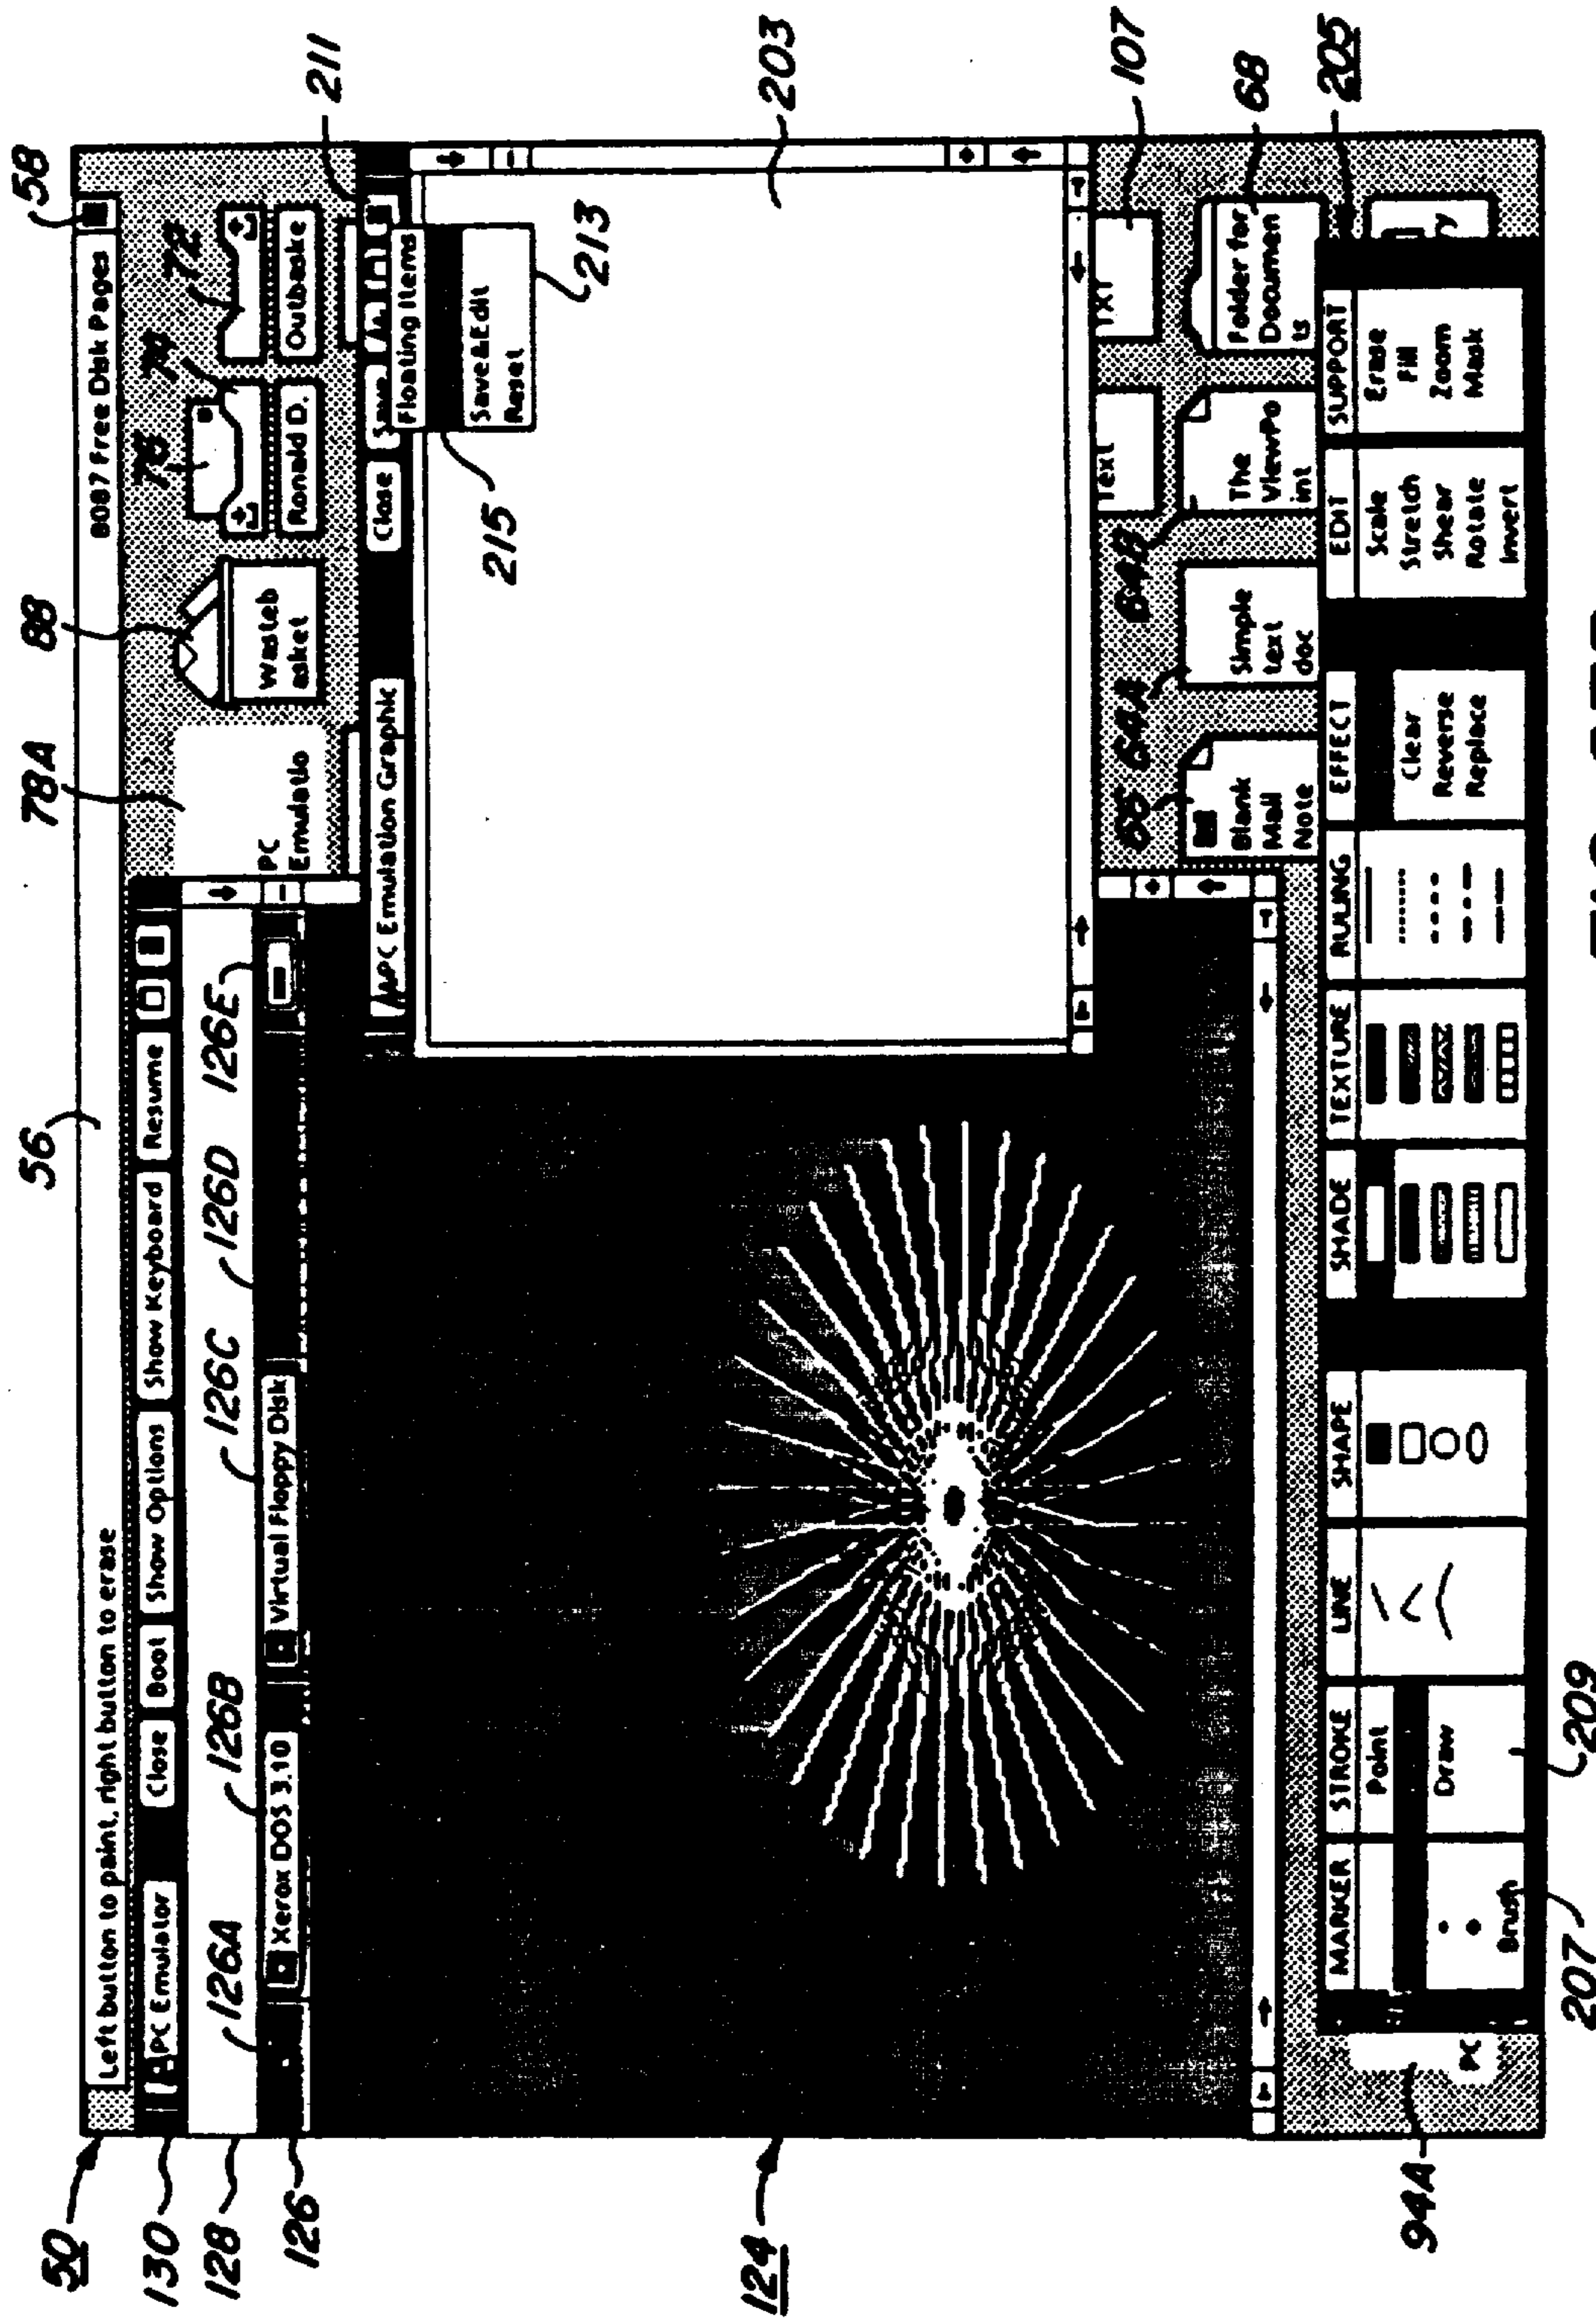 56
58
50
Left button to paint, right button to erase
8087 Free Disk Pages
130
PC Emulator
Close
Boot
Show Options
Show Keyboard
Resume
128
126A
126B
126C
126D
126E
126
Xerox DOS 3.10
Virtual Floppy Disk
78A
88
72
PC
Emulatio
Wasteb
asket
Ronald D.
Outbaske
211
PC Emulation Graphic
Close
Floating Items
Save&Edit
Reset
215
213
203
124
Text
TXT
107
64A
64B
68
Blank
Mail
Note
Simple
text
doc
The
ViewPo
int
Folder for
Documen
ts
205
94A
PC
MARKER
Brush
STROKE
Point
Draw
LINE
SHAPE
SHADE
TEXTURE
RULING
EFFECT
Clear
Reverse
Replace
EDIT
Scale
Stretch
Shear
Rotate
Invert
SUPPORT
Erase
Fill
Zoom
Mask
207
209